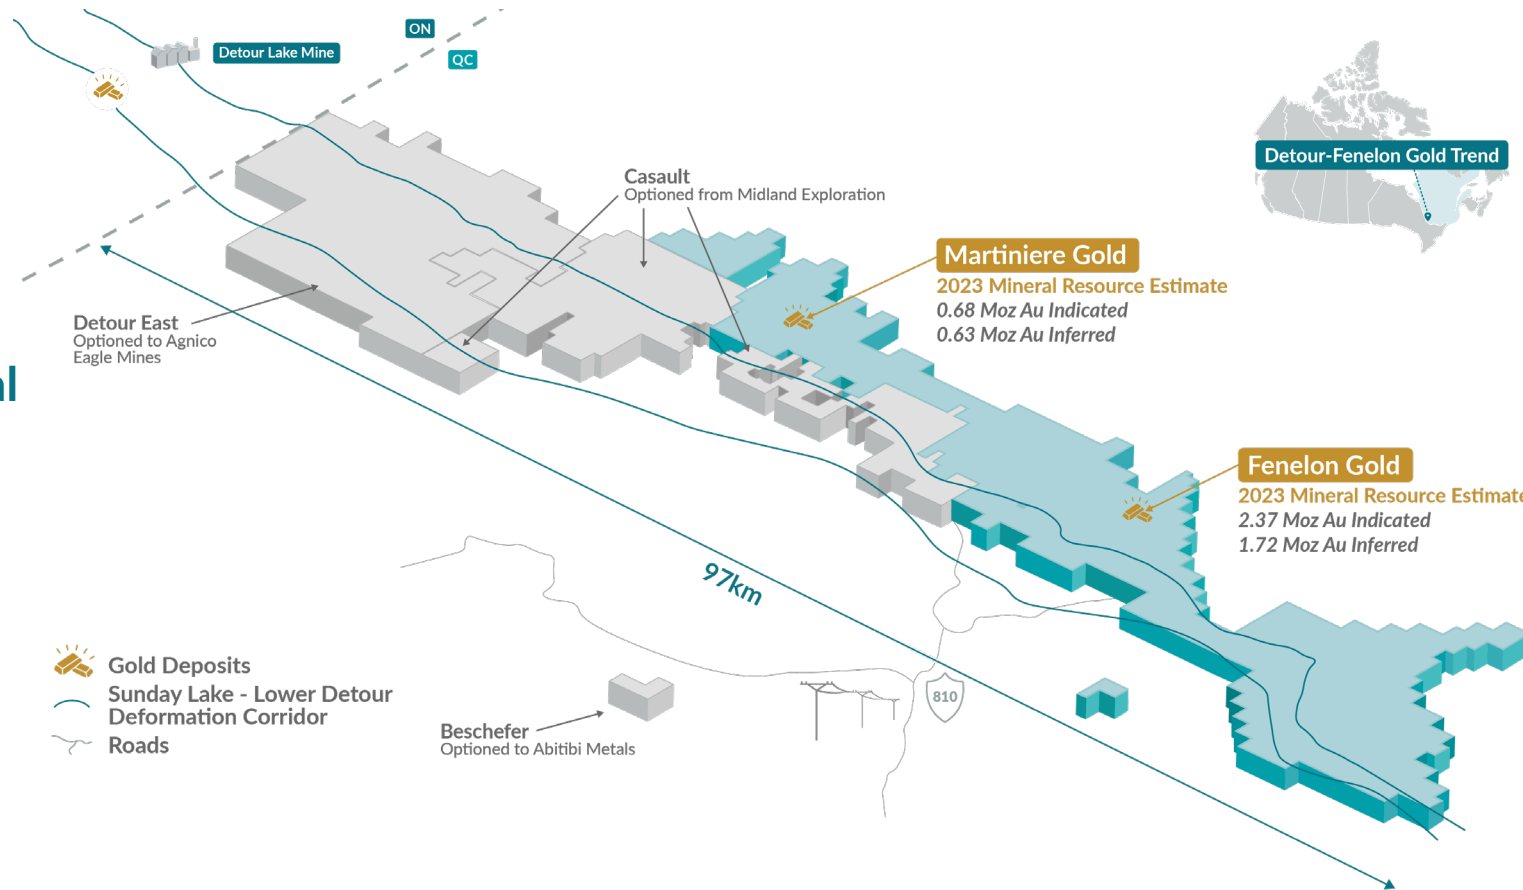 ON
QC
Detour Lake Mine
Detour-Fenelon Gold Trend
Casault
Optioned from Midland Exploration
Martiniere Gold
2023 Mineral Resource Estimate
0.68 Moz Au Indicated
0.63 Moz Au Inferred
Detour East
Optioned to Agnico
Eagle Mines
al
Fenelon Gold
2023 Mineral Resource Estimate
2.37 Moz Au Indicated
1.72 Moz Au Inferred
97km
Gold Deposits
Sunday Lake - Lower Detour
Deformation Corridor
Roads
810
Beschefer
Optioned to Abitibi Metals